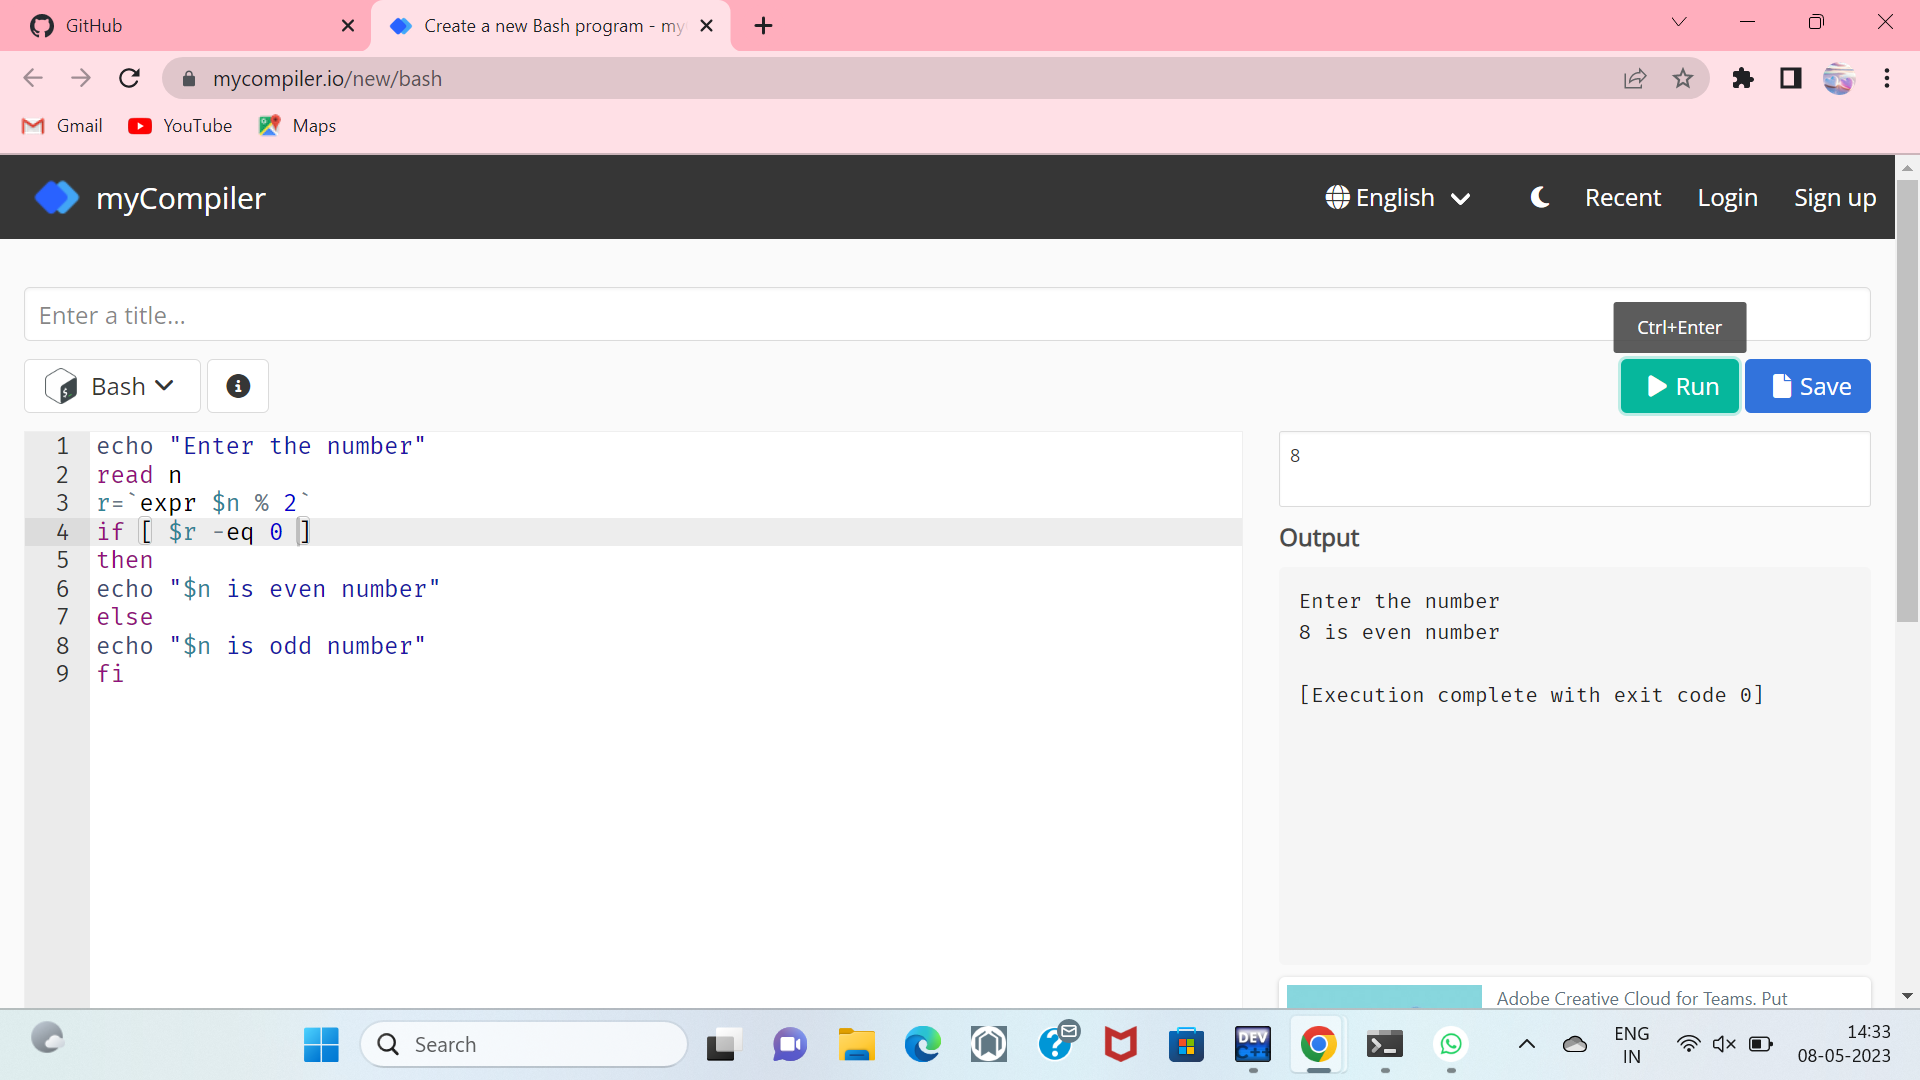 GitHub
Create a new Bash program - my
mycompiler.io/new/bash
Gmail YouTube Maps
myCompiler
English Recent Login Sign up
Enter a title...
Ctrl+Enter
Bash
Run Save
1 echo "Enter the number"
2 read n
3 r=`expr $n % 2`
4 if [ $r -eq 0 ]
5 then
6 echo "$n is even number"
7 else
8 echo "$n is odd number"
9 fi
8
Output
Enter the number
8 is even number
[Execution complete with exit code 0]
Adobe Creative Cloud for Teams. Put
Search
DEV
C++
ENG
IN
14:33
08-05-2023